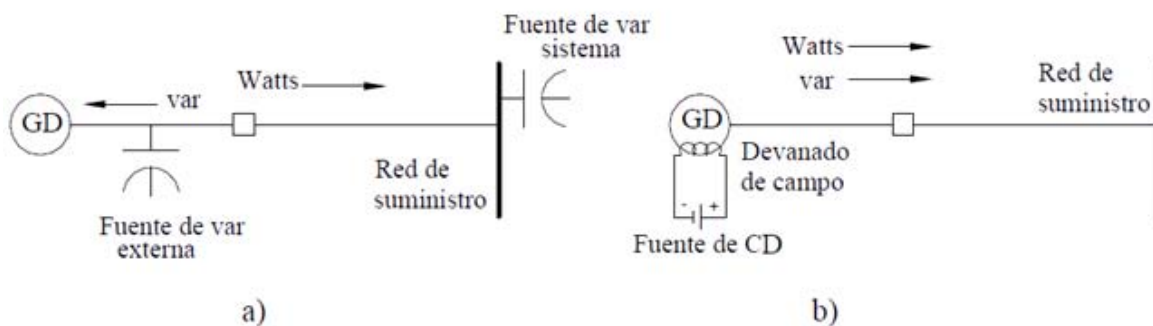 Fuente de var
sistema
Watts
var
GD
Red de
suministro
Fuente de var
externa
a)
Watts
var
Red de
suministro
GD
Devanado
de campo
- +
Fuente de CD
b)